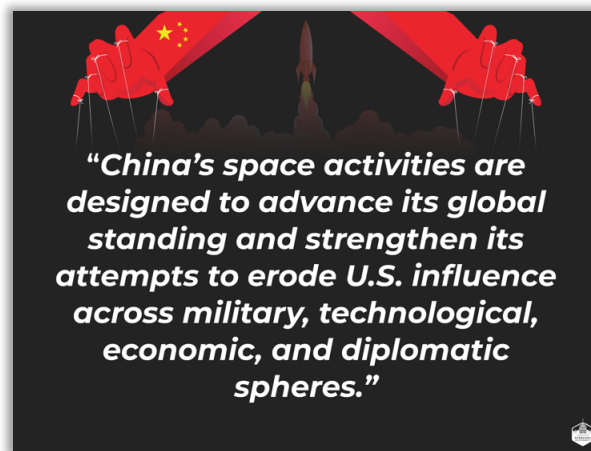 “China’s space activities are
designed to advance its global
standing and strengthen its
attempts to erode U.S. influence
across military, technological,
economic, and diplomatic
spheres.”